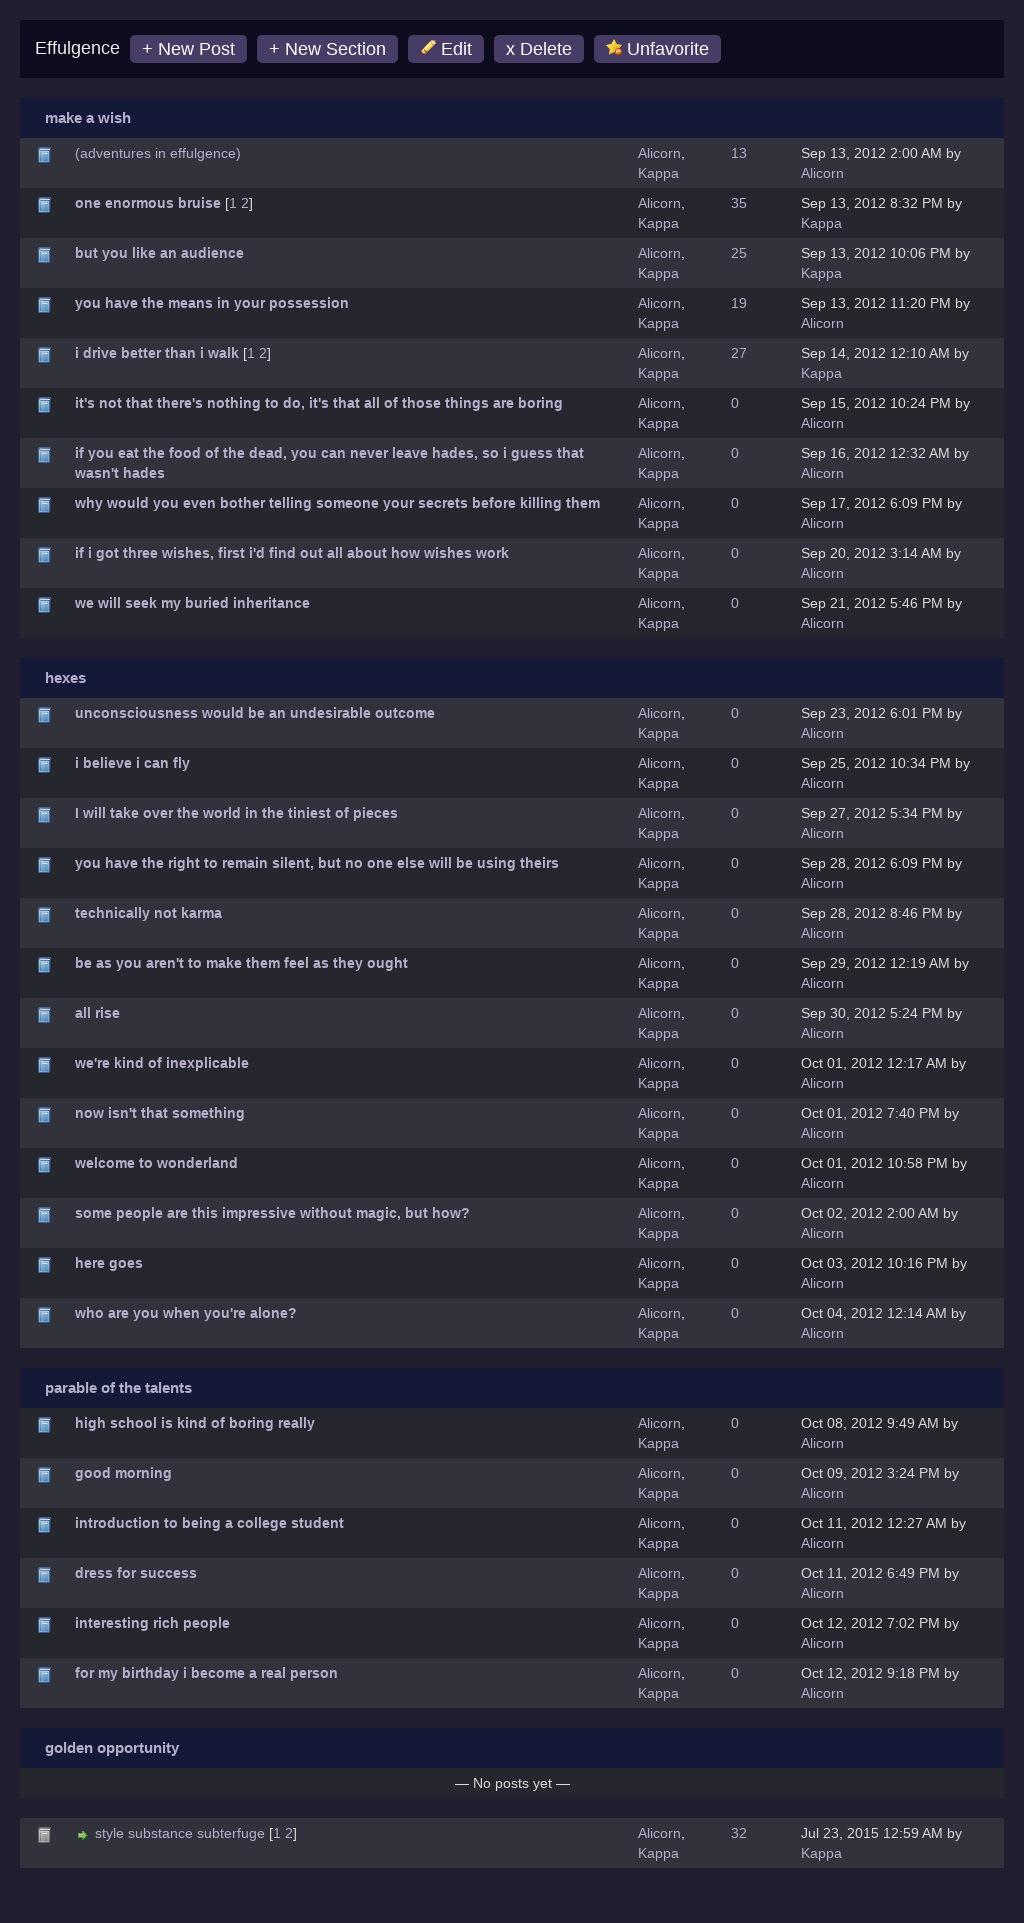 Effulgence + New Post + New Section Edit x Delete Unfavorite
make a wish
(adventures in effulgence) Alicorn, 13 Sep 13, 2012 2:00 AM by
Kappa Alicorn
one enormous bruise [1 2] Alicorn, 35 Sep 13, 2012 8:32 PM by
Kappa Kappa
but you like an audience Alicorn, 25 Sep 13, 2012 10:06 PM by
Kappa Kappa
you have the means in your possession Alicorn, 19 Sep 13, 2012 11:20 PM by
Kappa Alicorn
i drive better than i walk [1 2] Alicorn, 27 Sep 14, 2012 12:10 AM by
Kappa Kappa
it's not that there's nothing to do, it's that all of those things are boring Alicorn, 0 Sep 15, 2012 10:24 PM by
Kappa Alicorn
if you eat the food of the dead, you can never leave hades, so i guess that Alicorn, 0 Sep 16, 2012 12:32 AM by
wasn't hades Kappa Alicorn
why would you even bother telling someone your secrets before killing them Alicorn, 0 Sep 17, 2012 6:09 PM by
Kappa Alicorn
if i got three wishes, first i'd find out all about how wishes work Alicorn, 0 Sep 20, 2012 3:14 AM by
Kappa Alicorn
we will seek my buried inheritance Alicorn, 0 Sep 21, 2012 5:46 PM by
Kappa Alicorn
hexes
unconsciousness would be an undesirable outcome Alicorn, 0 Sep 23, 2012 6:01 PM by
Kappa Alicorn
i believe i can fly Alicorn, 0 Sep 25, 2012 10:34 PM by
Kappa Alicorn
I will take over the world in the tiniest of pieces Alicorn, 0 Sep 27, 2012 5:34 PM by
Kappa Alicorn
you have the right to remain silent, but no one else will be using theirs Alicorn, 0 Sep 28, 2012 6:09 PM by
Kappa Alicorn
technically not karma Alicorn, 0 Sep 28, 2012 8:46 PM by
Kappa Alicorn
be as you aren't to make them feel as they ought Alicorn, 0 Sep 29, 2012 12:19 AM by
Kappa Alicorn
all rise Alicorn, 0 Sep 30, 2012 5:24 PM by
Kappa Alicorn
we're kind of inexplicable Alicorn, 0 Oct 01, 2012 12:17 AM by
Kappa Alicorn
now isn't that something Alicorn, 0 Oct 01, 2012 7:40 PM by
Kappa Alicorn
welcome to wonderland Alicorn, 0 Oct 01, 2012 10:58 PM by
Kappa Alicorn
some people are this impressive without magic, but how? Alicorn, 0 Oct 02, 2012 2:00 AM by
Kappa Alicorn
here goes Alicorn, 0 Oct 03, 2012 10:16 PM by
Kappa Alicorn
who are you when you're alone? Alicorn, 0 Oct 04, 2012 12:14 AM by
Kappa Alicorn
parable of the talents
high school is kind of boring really Alicorn, 0 Oct 08, 2012 9:49 AM by
Kappa Alicorn
good morning Alicorn, 0 Oct 09, 2012 3:24 PM by
Kappa Alicorn
introduction to being a college student Alicorn, 0 Oct 11, 2012 12:27 AM by
Kappa Alicorn
dress for success Alicorn, 0 Oct 11, 2012 6:49 PM by
Kappa Alicorn
interesting rich people Alicorn, 0 Oct 12, 2012 7:02 PM by
Kappa Alicorn
for my birthday i become a real person Alicorn, 0 Oct 12, 2012 9:18 PM by
Kappa Alicorn
golden opportunity
— No posts yet —
style substance subterfuge [1 2] Alicorn, 32 Jul 23, 2015 12:59 AM by
Kappa Kappa